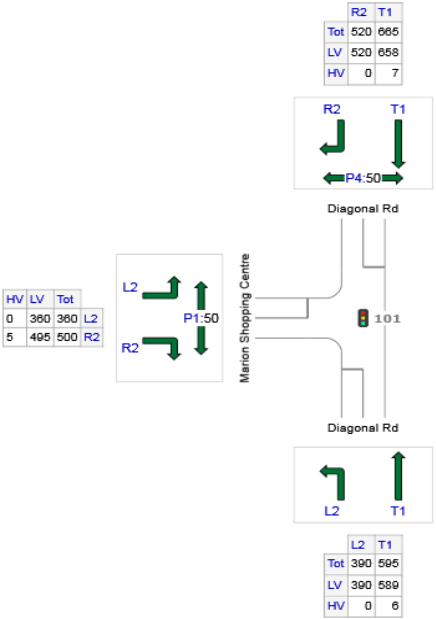 R2 T1
Tot 520 665
LV 520 658
HV 0 7
R2 T1
P4:50
Diagonal Rd
Marion Shopping Centre
L2
P1:50
R2
HV LV Tot
0 360 360 L2
5 495 500 R2
101
Diagonal Rd
L2 T1
L2 T1
Tot 390 595
LV 390 589
HV 0 6